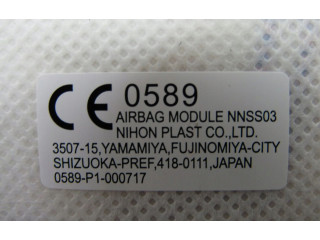 CE 0589
AIRBAG MODULE NNSS03
NIHON PLAST CO.,LTD.
3507-15,YAMAMIYA,FUJINOMIYA-CITY
SHIZUOKA-PREF,418-0111,JAPAN
0589-P1-000717